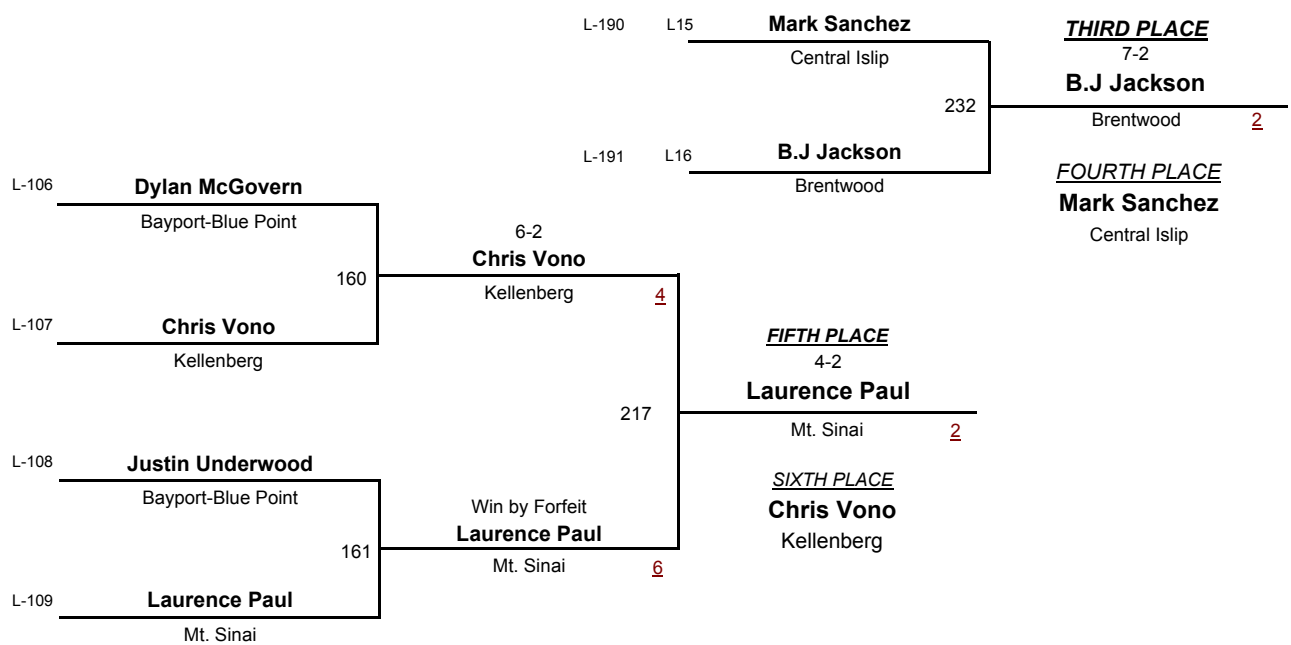 L-190 L15 Mark Sanchez
Central Islip
232
L-191 L16 B.J Jackson
Brentwood
THIRD PLACE
7-2
B.J Jackson
Brentwood 2
FOURTH PLACE
Mark Sanchez
Central Islip
L-106 Dylan McGovern
Bayport-Blue Point
160
L-107 Chris Vono
Kellenberg
6-2
Chris Vono
Kellenberg 4
217
L-108 Justin Underwood
Bayport-Blue Point
161
L-109 Laurence Paul
Mt. Sinai
Win by Forfeit
Laurence Paul
Mt. Sinai 6
FIFTH PLACE
4-2
Laurence Paul
Mt. Sinai 2
SIXTH PLACE
Chris Vono
Kellenberg